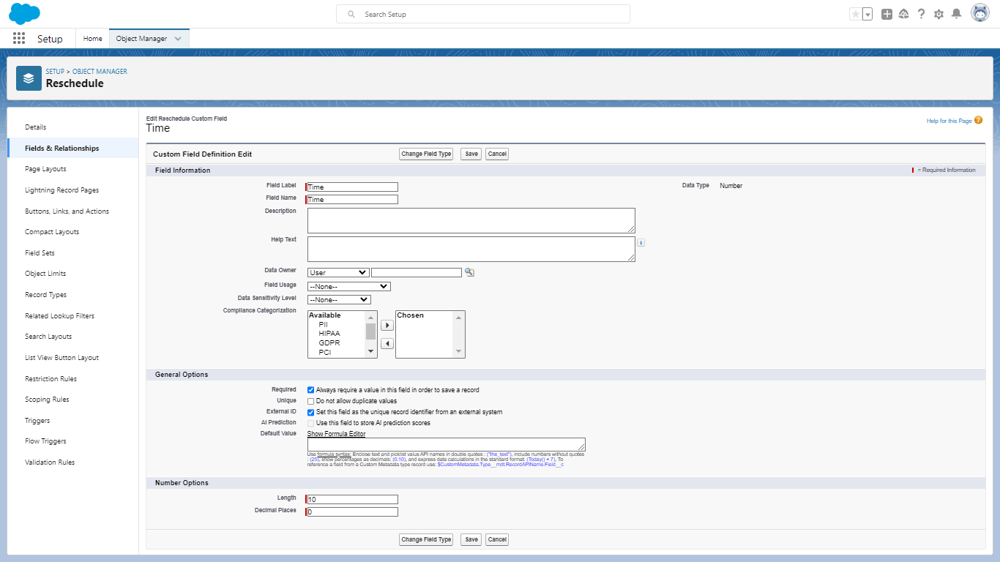 Search Setup
Setup
Home
Object Manager
SETUP > OBJECT MANAGER
Reschedule
Details
Fields & Relationships
Page Layouts
Lightning Record Pages
Buttons, Links, and Actions
Compact Layouts
Field Sets
Object Limits
Record Types
Related Lookup Filters
Search Layouts
List View Button Layout
Restriction Rules
Scoping Rules
Triggers
Flow Triggers
Validation Rules
Edit Reschedule Custom Field
Time
Help for this Page ?
Custom Field Definition Edit
Change Field Type Save Cancel
Field Information
= Required Information
Field Label Time
Data Type Number
Field Name Time
Description
Help Text
i
Data Owner User
Field Usage --None--
Data Sensitivity Level --None--
Compliance Categorization
Available
PII
HIPAA
GDPR
PCI
Chosen
General Options
Required Always require a value in this field in order to save a record
Unique Do not allow duplicate values
External ID Set this field as the unique record identifier from an external system
AI Prediction Use this field to store AI prediction scores
Default Value Show Formula Editor
Use formula syntax: Enclose text and picklist value API names in double quotes : ("the_text"), include numbers without quotes
: (25), show percentages as decimals: (0.10), and express date calculations in the standard format: (Today() + 7), To
reference a field from a Custom Metadata type record use: $CustomMetadata.Type__mdt.RecordAPIName.Field__c
Number Options
Length 10
Decimal Places 0
Change Field Type Save Cancel